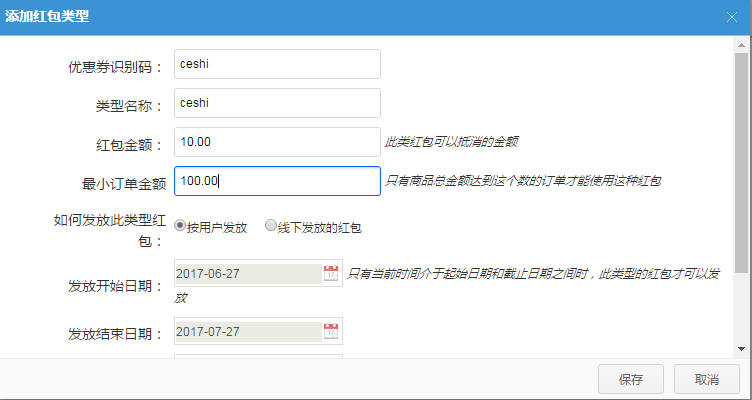 添加红包类型
优惠券识别码： ceshi
类型名称： ceshi
红包金额： 10.00 此类红包可以抵消的金额
最小订单金额 100.00 只有商品总金额达到这个数的订单才能使用这种红包
如何发放此类型红
包： 按用户发放 线下发放的红包
发放开始日期： 2017-06-27 只有当前时间介于起始日期和截止日期之间时，此类型的红包才可以发
放
发放结束日期： 2017-07-27
保存 取消